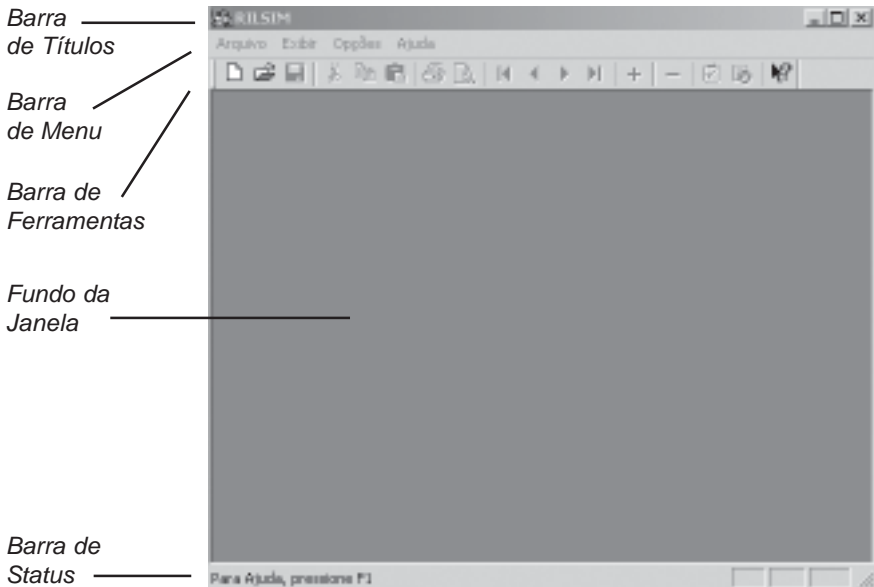 Barra
de Títulos
RILSIM
Arquivo Exibir Opções Ajuda
Barra
de Menu
Barra de
Ferramentas
Fundo da
Janela
Barra de
Status
Para Ajuda, pressione F1